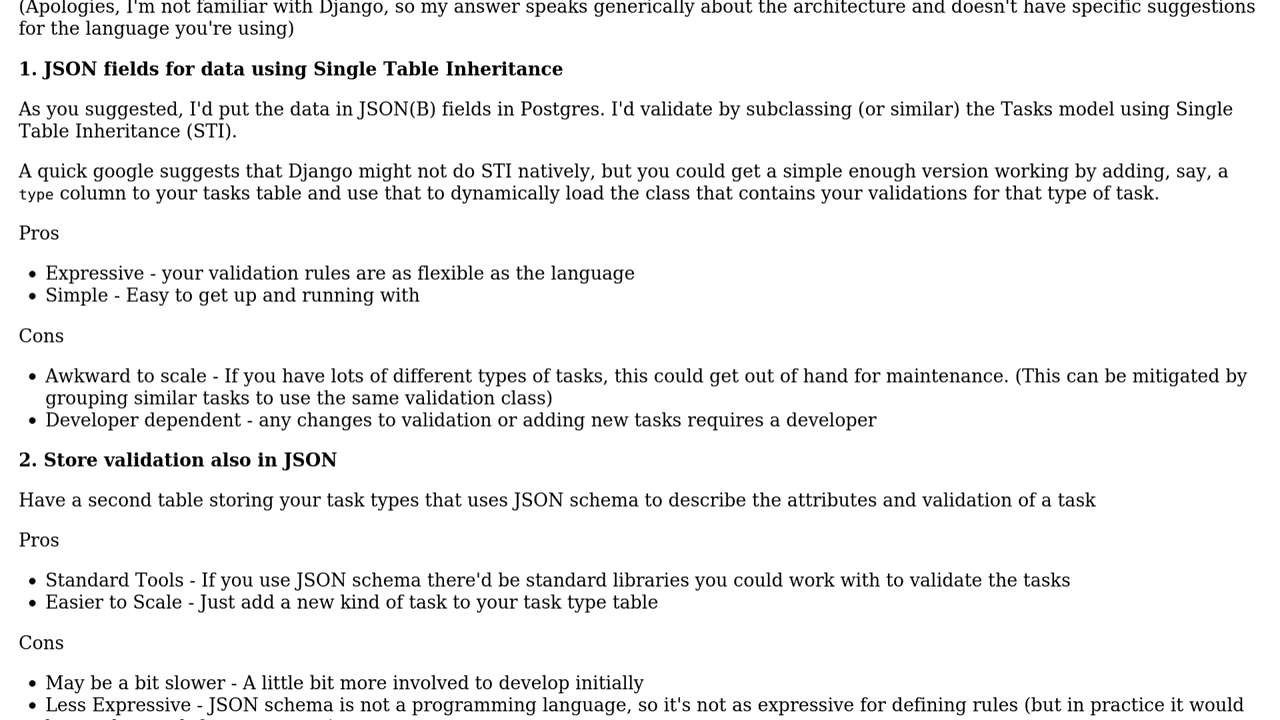 (Apologies, I'm not familiar with Django, so my answer speaks generically about the architecture and doesn't have specific suggestions
for the language you're using)
1. JSON fields for data using Single Table Inheritance
As you suggested, I'd put the data in JSON(B) fields in Postgres. I'd validate by subclassing (or similar) the Tasks model using Single
Table Inheritance (STI).
A quick google suggests that Django might not do STI natively, but you could get a simple enough version working by adding, say, a
type column to your tasks table and use that to dynamically load the class that contains your validations for that type of task.
Pros
• Expressive - your validation rules are as flexible as the language
• Simple - Easy to get up and running with
Cons
• Awkward to scale - If you have lots of different types of tasks, this could get out of hand for maintenance. (This can be mitigated by
grouping similar tasks to use the same validation class)
• Developer dependent - any changes to validation or adding new tasks requires a developer
2. Store validation also in JSON
Have a second table storing your task types that uses JSON schema to describe the attributes and validation of a task
Pros
• Standard Tools - If you use JSON schema there'd be standard libraries you could work with to validate the tasks
• Easier to Scale - Just add a new kind of task to your task type table
Cons
• May be a bit slower - A little bit more involved to develop initially
• Less Expressive - JSON schema is not a programming language, so it's not as expressive for defining rules (but in practice it would